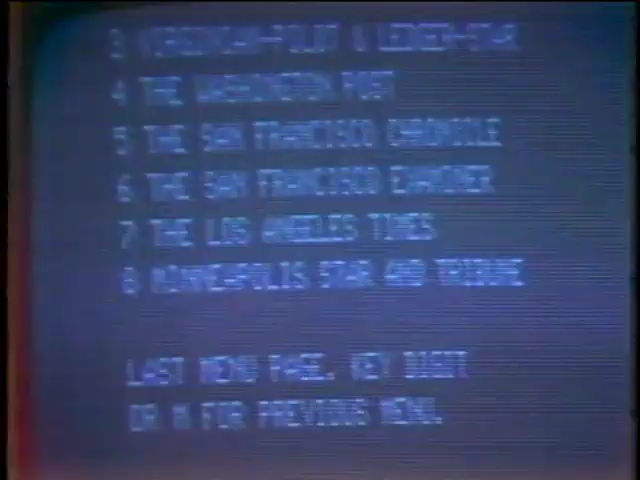 3 VIRGINIAN-PILOT & LEDGER-STAR
4 THE WASHINGTON POST
5 THE SAN FRANCISCO CHRONICLE
6 THE SAN FRANCISCO EXAMINER
7 THE LOS ANGELES TIMES
8 MINNEAPOLIS STAR AND TRIBUNE
LAST MENU PAGE. KEY DIGIT
OR M FOR PREVIOUS MENU.